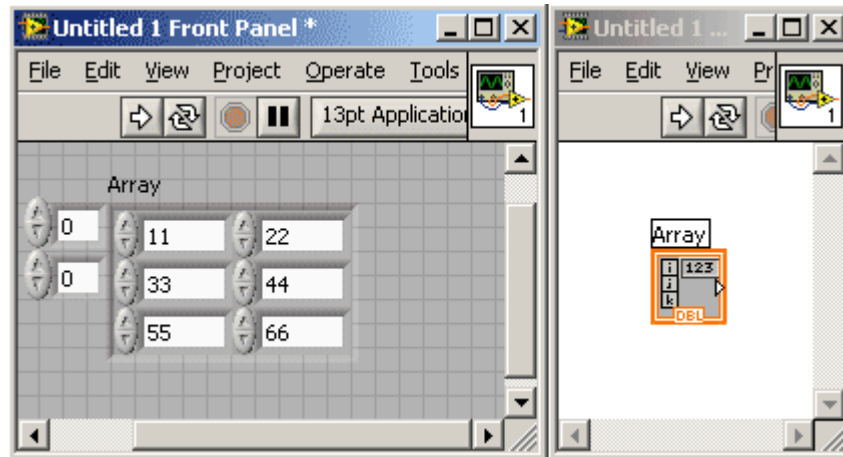 Untitled 1 Front Panel *
File Edit View Project Operate Tools
13pt Application
1
Array
0 11 22
0 33 44
55 66
Untitled 1 ...
File Edit View Pr
1
Array
i 123
j
k
DBL